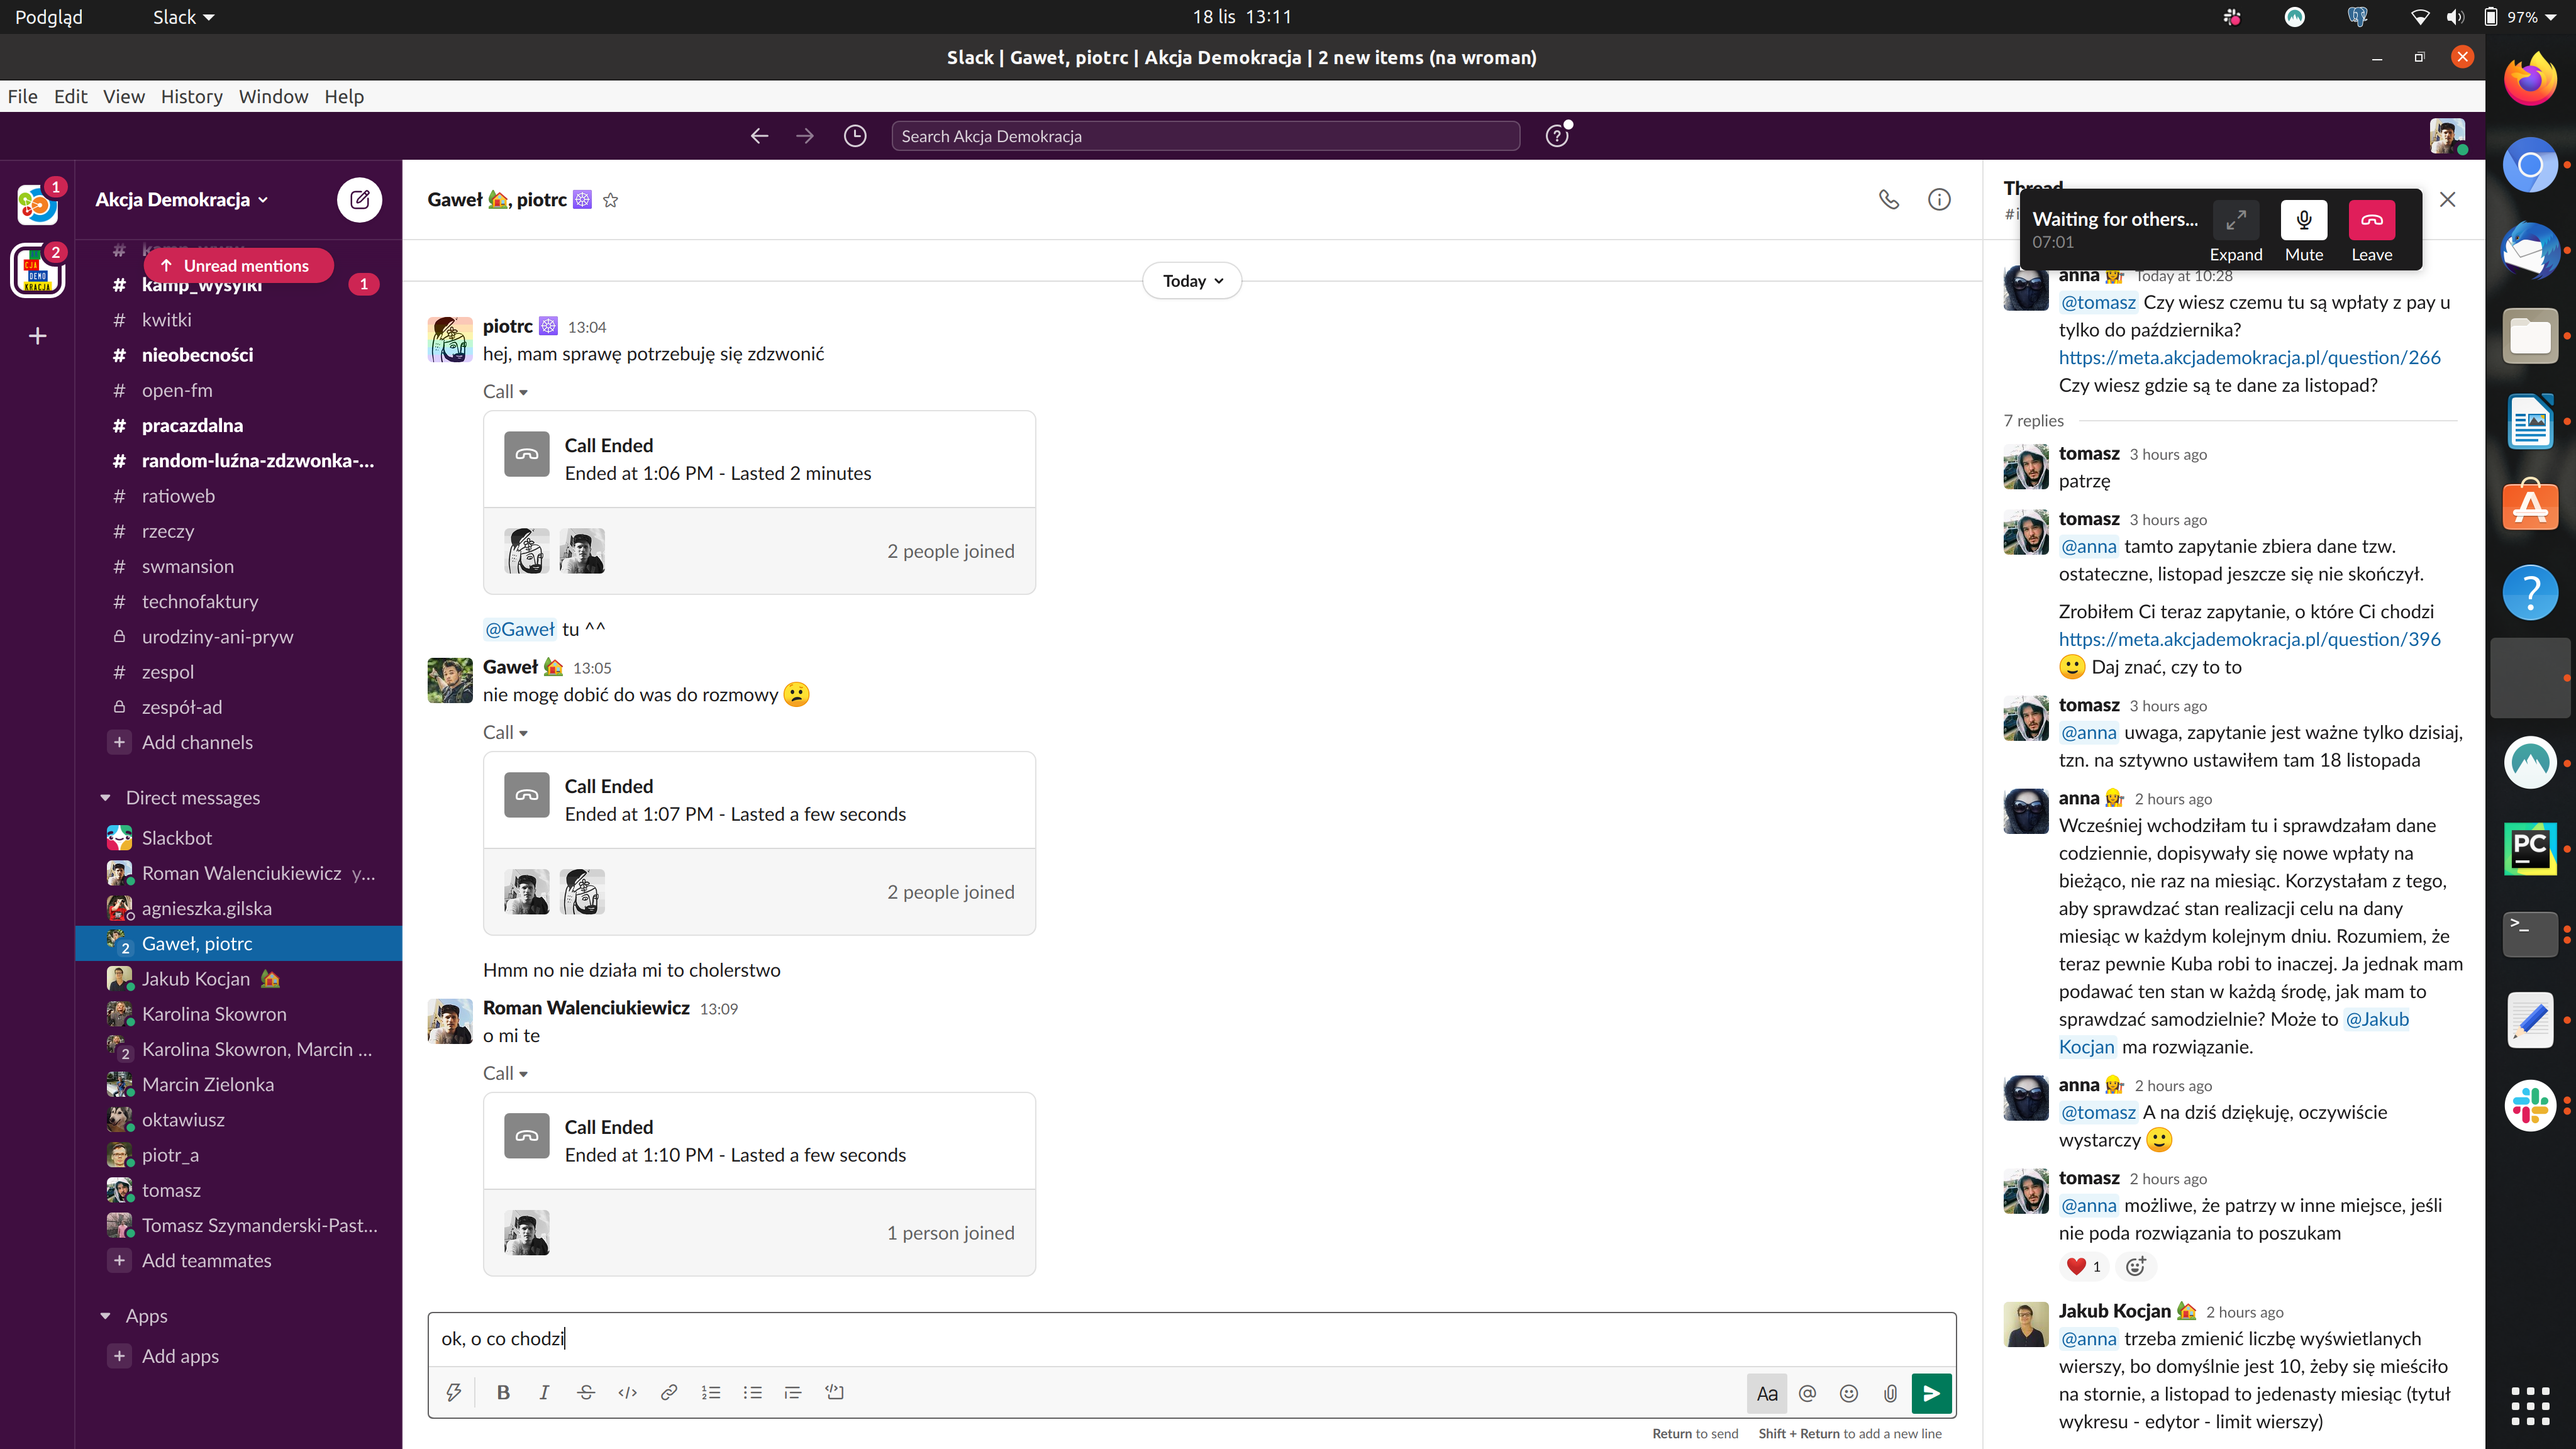 Podgląd
Slack
18 lis 13:11
97%
Slack | Gaweł, piotrc | Akcja Demokracja | 2 new items (na wroman)
File Edit View History Window Help
Search Akcja Demokracja
1
2
Akcja Demokracja
Unread mentions
# kamp_wysyłki 1
# kwitki
# nieobecności
# open-fm
# pracazdalna
# random-luźna-zdzwonka-...
# ratioweb
# rzeczy
# swmansion
# technofaktury
urodziny-ani-pryw
# zespol
zespół-ad
+ Add channels
Direct messages
Slackbot
Roman Walenciukiewicz y...
agnieszka.gilska
2 Gaweł, piotrc
Jakub Kocjan
Karolina Skowron
2 Karolina Skowron, Marcin ...
Marcin Zielonka
oktawiusz
piotr_a
tomasz
Tomasz Szymanderski-Past...
+ Add teammates
Apps
+ Add apps
Gaweł, piotrc
Today
piotrc 13:04
hej, mam sprawę potrzebuję się zdzwonić
Call
Call Ended
Ended at 1:06 PM - Lasted 2 minutes
2 people joined
@Gaweł tu ^^
Gaweł 13:05
nie mogę dobić do was do rozmowy
Call
Call Ended
Ended at 1:07 PM - Lasted a few seconds
2 people joined
Hmm no nie działa mi to cholerstwo
Roman Walenciukiewicz 13:09
o mi te
Call
Call Ended
Ended at 1:10 PM - Lasted a few seconds
1 person joined
ok, o co chodzi
B I Aa @
Return to send Shift + Return to add a new line
Thread
Waiting for others...
07:01
Expand Mute Leave
anna Today at 10:28
@tomasz Czy wiesz czemu tu są wpłaty z pay u
tylko do października?
https://meta.akcjademokracja.pl/question/266
Czy wiesz gdzie są te dane za listopad?
7 replies
tomasz 3 hours ago
patrzę
tomasz 3 hours ago
@anna tamto zapytanie zbiera dane tzw.
ostateczne, listopad jeszcze się nie skończył.
Zrobiłem Ci teraz zapytanie, o które Ci chodzi
https://meta.akcjademokracja.pl/question/396
Daj znać, czy to to
tomasz 3 hours ago
@anna uwaga, zapytanie jest ważne tylko dzisiaj,
tzn. na sztywno ustawiłem tam 18 listopada
anna 2 hours ago
Wcześniej wchodziłam tu i sprawdzałam dane
codziennie, dopisywały się nowe wpłaty na
bieżąco, nie raz na miesiąc. Korzystałam z tego,
aby sprawdzać stan realizacji celu na dany
miesiąc w każdym kolejnym dniu. Rozumiem, że
teraz pewnie Kuba robi to inaczej. Ja jednak mam
podawać ten stan w każdą środę, jak mam to
sprawdzać samodzielnie? Może to @Jakub
Kocjan ma rozwiązanie.
anna 2 hours ago
@tomasz A na dziś dziękuję, oczywiście
wystarczy
tomasz 2 hours ago
@anna możliwe, że patrzy w inne miejsce, jeśli
nie poda rozwiązania to poszukam
1
Jakub Kocjan 2 hours ago
@anna trzeba zmienić liczbę wyświetlanych
wierszy, bo domyślnie jest 10, żeby się mieściło
na stornie, a listopad to jedenasty miesiąc (tytuł
wykresu - edytor - limit wierszy)
PC